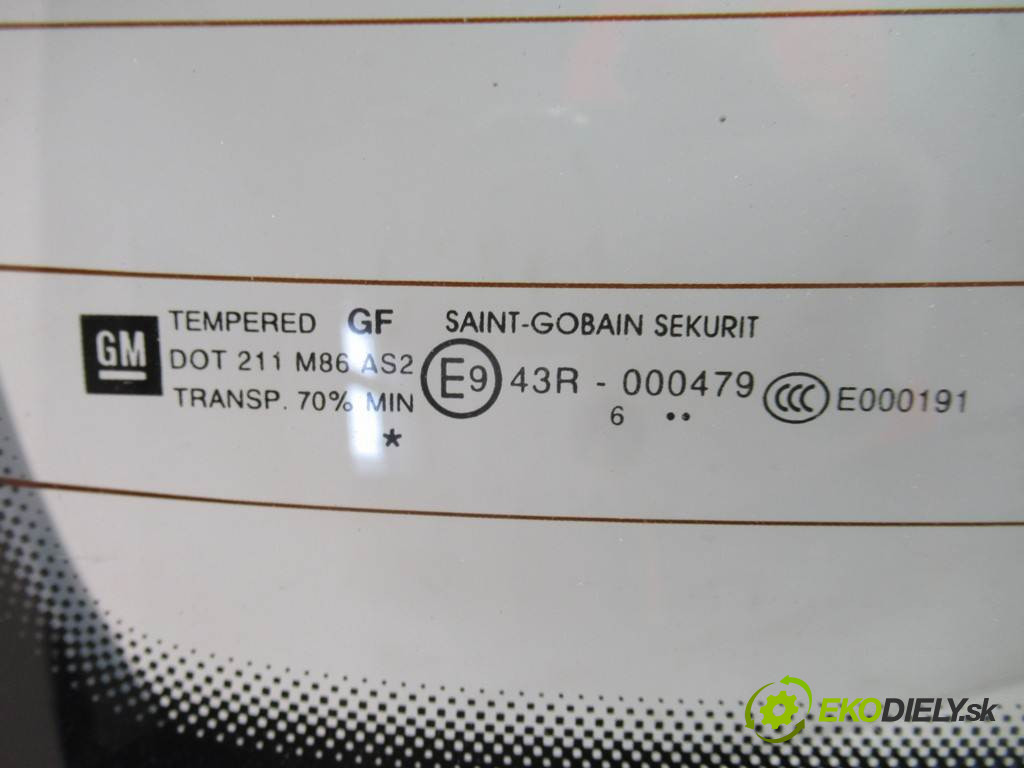 GM
TEMPERED GF SAINT-GOBAIN SEKURIT
DOT 211 M86 AS2 E9 43R - 000479 CCC E000191
TRANSP. 70% MIN 6 ••
*
EKODIELY.sk